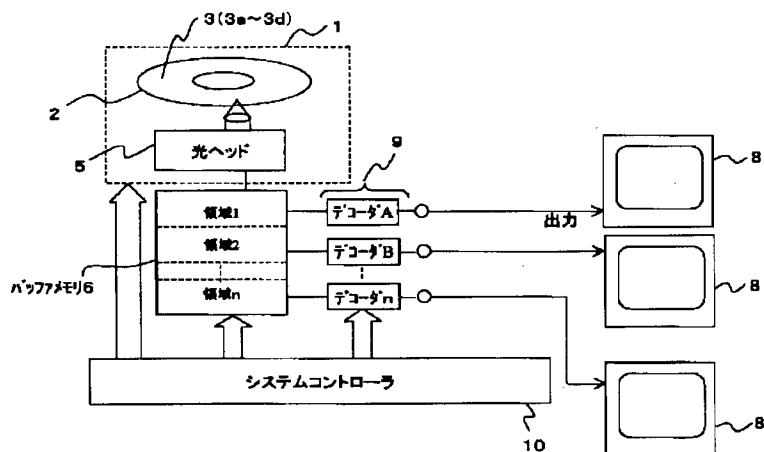 3(3a～3d)
1
2
光ヘッド
5
9
8
領域1
デコーダA
出力
領域2
デコーダB
バッファメモリ6
領域n
デコーダn
8
システムコントローラ
8
10